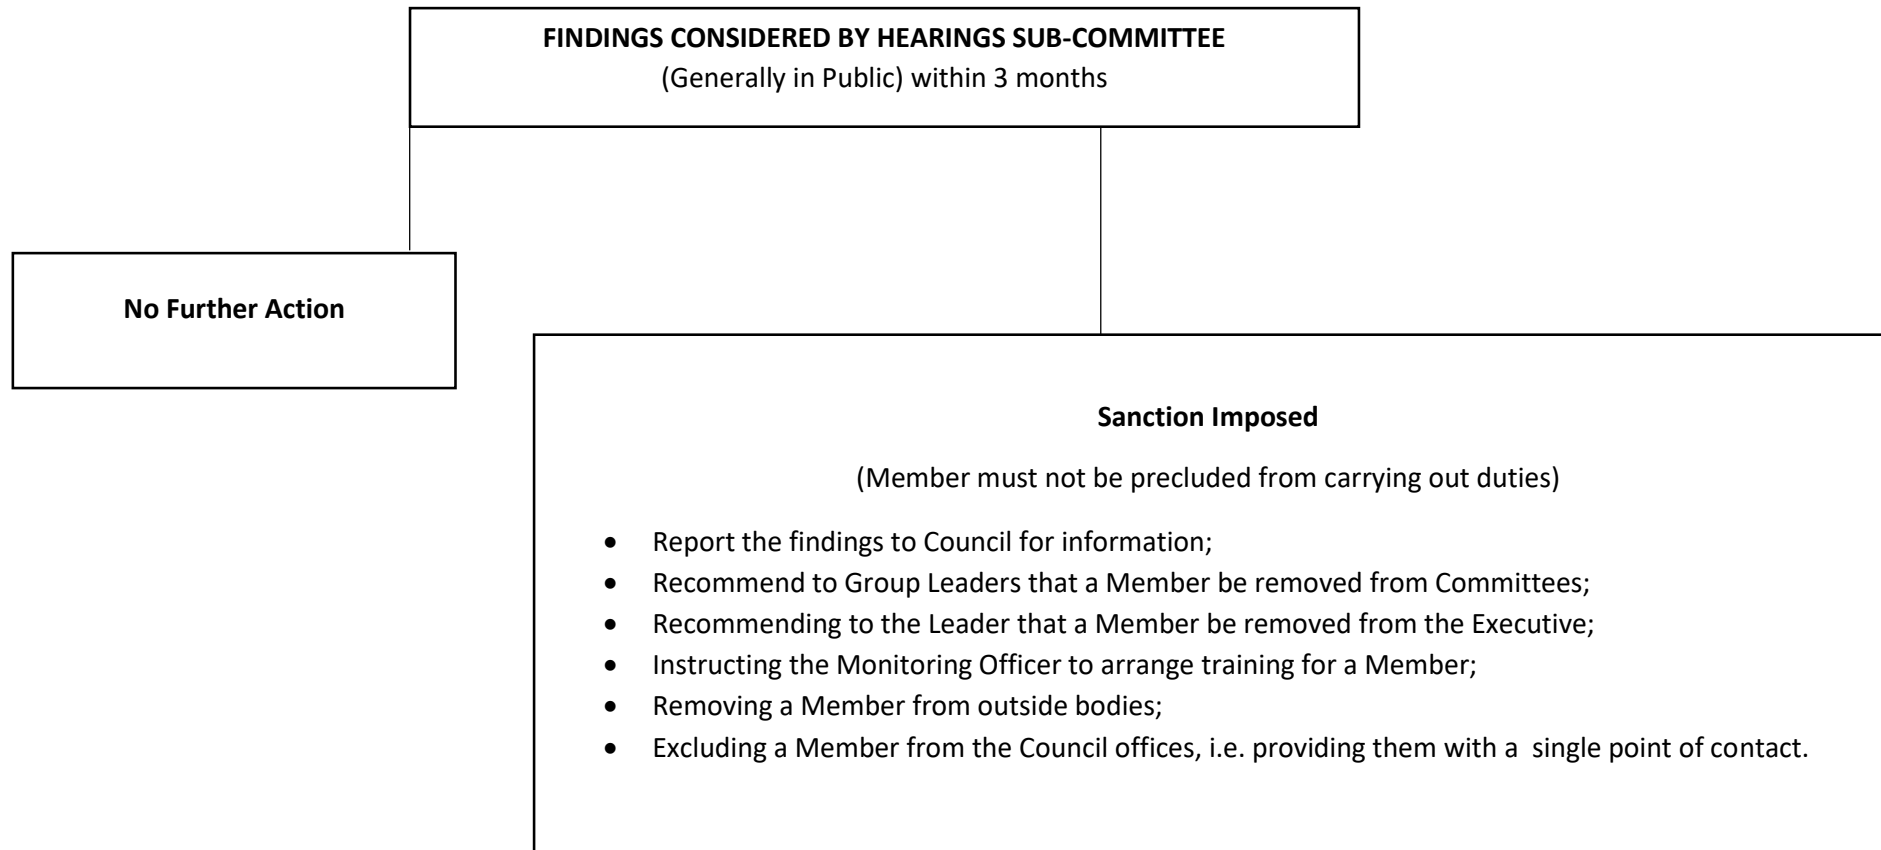 FINDINGS CONSIDERED BY HEARINGS SUB-COMMITTEE
(Generally in Public) within 3 months
No Further Action
Sanction Imposed
(Member must not be precluded from carrying out duties)
• Report the findings to Council for information;
• Recommend to Group Leaders that a Member be removed from Committees;
• Recommending to the Leader that a Member be removed from the Executive;
• Instructing the Monitoring Officer to arrange training for a Member;
• Removing a Member from outside bodies;
• Excluding a Member from the Council offices, i.e. providing them with a  single point of contact.